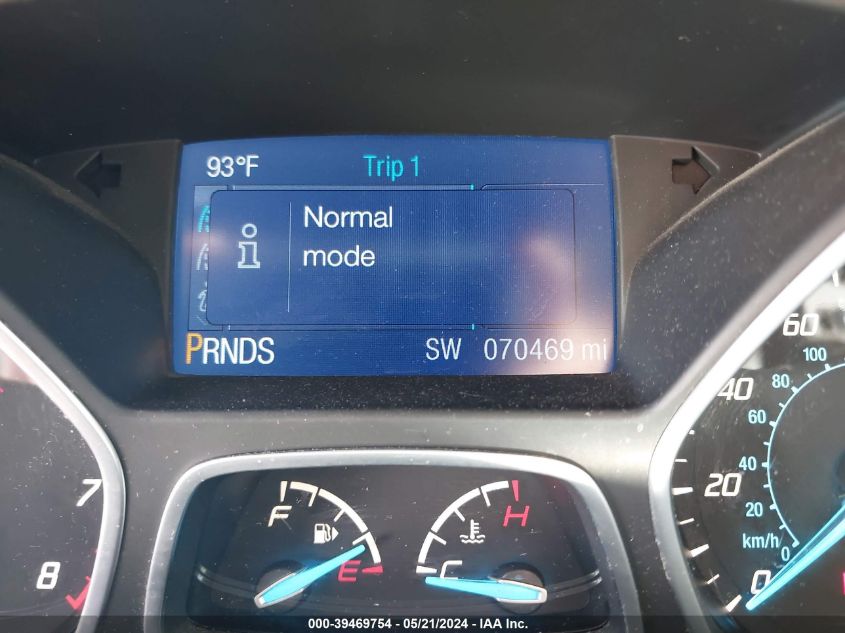 93°F Trip 1
Normal
mode
PRNDS SW 070469 mi
60
100
40 80
60
7 F H 40
20
20
8 E C km/h 0
0
000-39469754 - 05/21/2024 - IAA Inc.